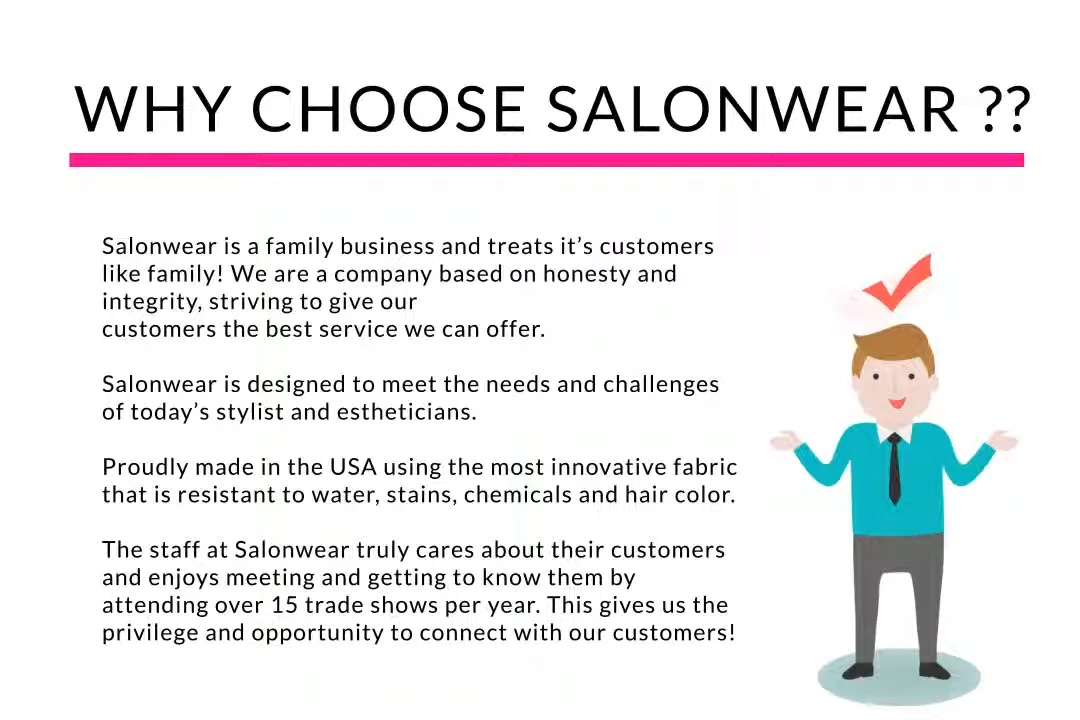 WHY CHOOSE SALONWEAR ??
Salonwear is a family business and treats it’s customers
like family! We are a company based on honesty and
integrity, striving to give our
customers the best service we can offer.
Salonwear is designed to meet the needs and challenges
of today’s stylist and estheticians.
Proudly made in the USA using the most innovative fabric
that is resistant to water, stains, chemicals and hair color.
The staff at Salonwear truly cares about their customers
and enjoys meeting and getting to know them by
attending over 15 trade shows per year. This gives us the
privilege and opportunity to connect with our customers!